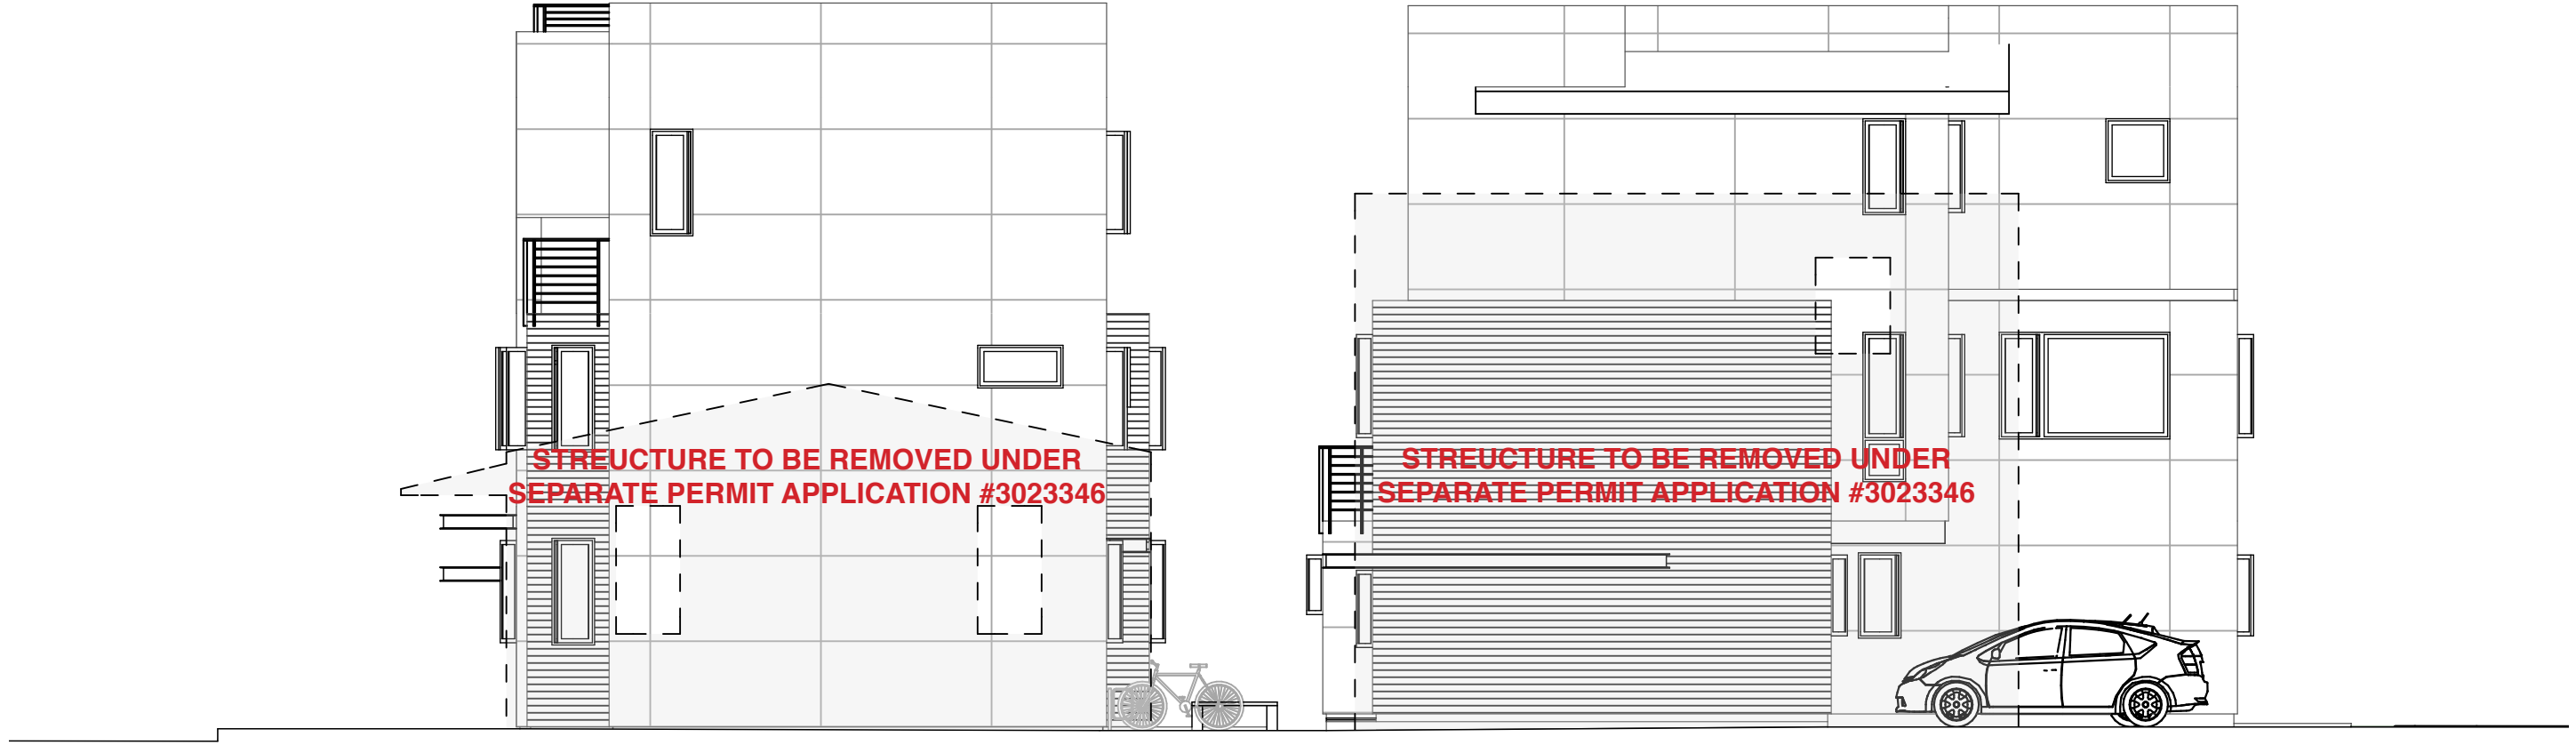 STREUCTURE TO BE REMOVED UNDER
SEPARATE PERMIT APPLICATION #3023346
STREUCTURE TO BE REMOVED UNDER
SEPARATE PERMIT APPLICATION #3023346